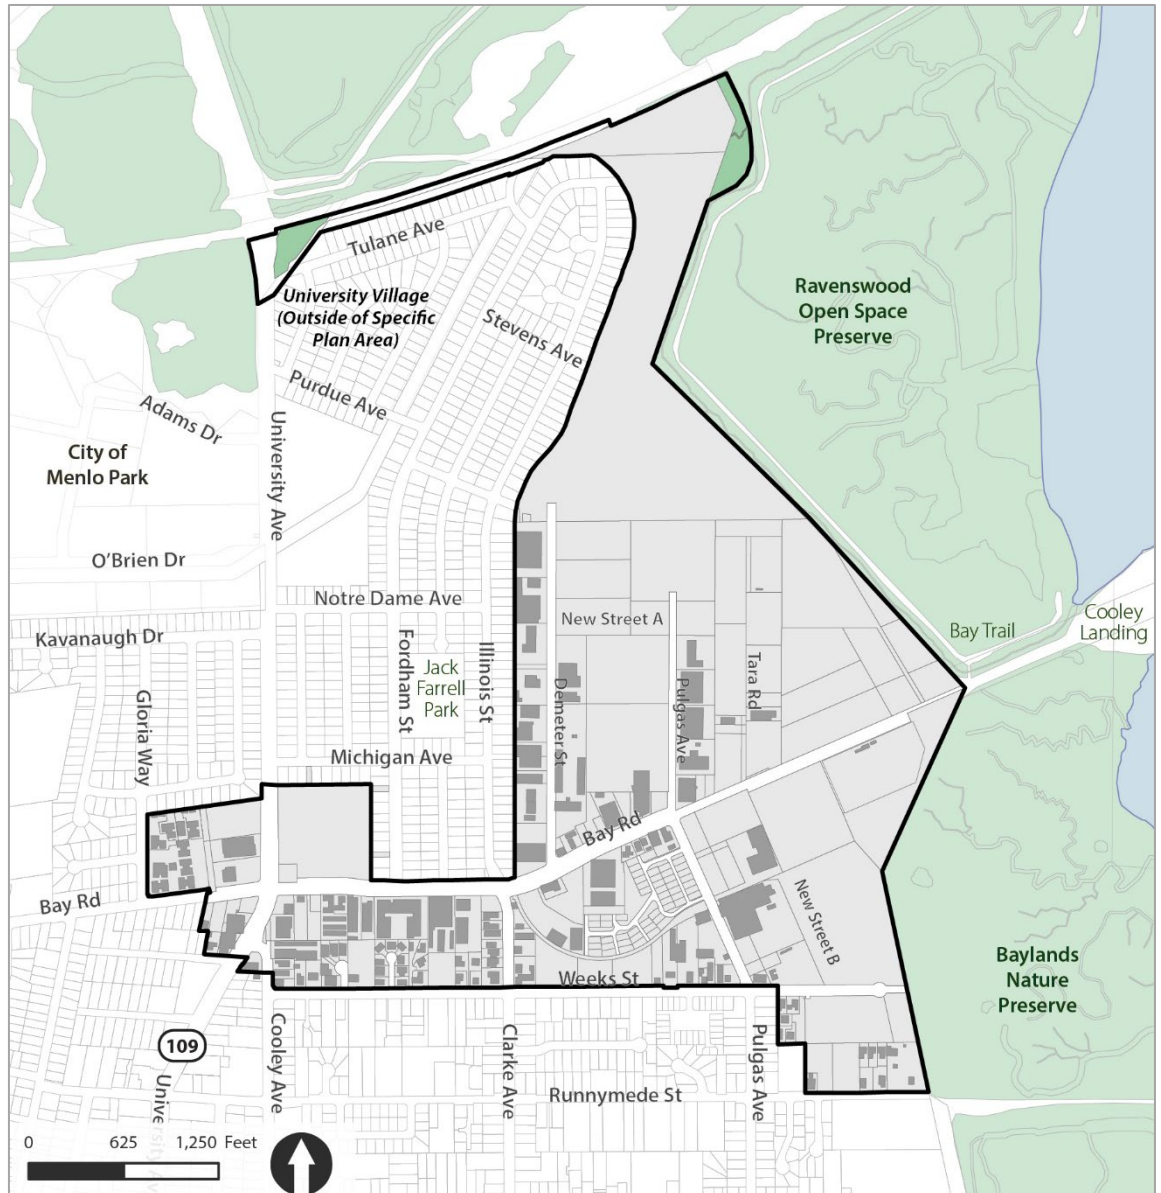 Tulane Ave
University Village
(Outside of Specific
Plan Area)
Stevens Ave
Ravenswood
Open Space
Preserve
Purdue Ave
Adams Dr
University Ave
City of
Menlo Park
O'Brien Dr
Notre Dame Ave
Kavanaugh Dr
Fordham St
Illinois St
Jack
Farrell
Park
New Street A
Demeter St
Pulgas Ave
Tara Rd
Bay Trail
Cooley
Landing
Gloria Way
Michigan Ave
Bay Rd
Bay Rd
New Street B
Weeks St
Baylands
Nature
Preserve
109
University Ave
Cooley Ave
Clarke Ave
Pulgas Ave
Runnymede St
0 625 1,250 Feet